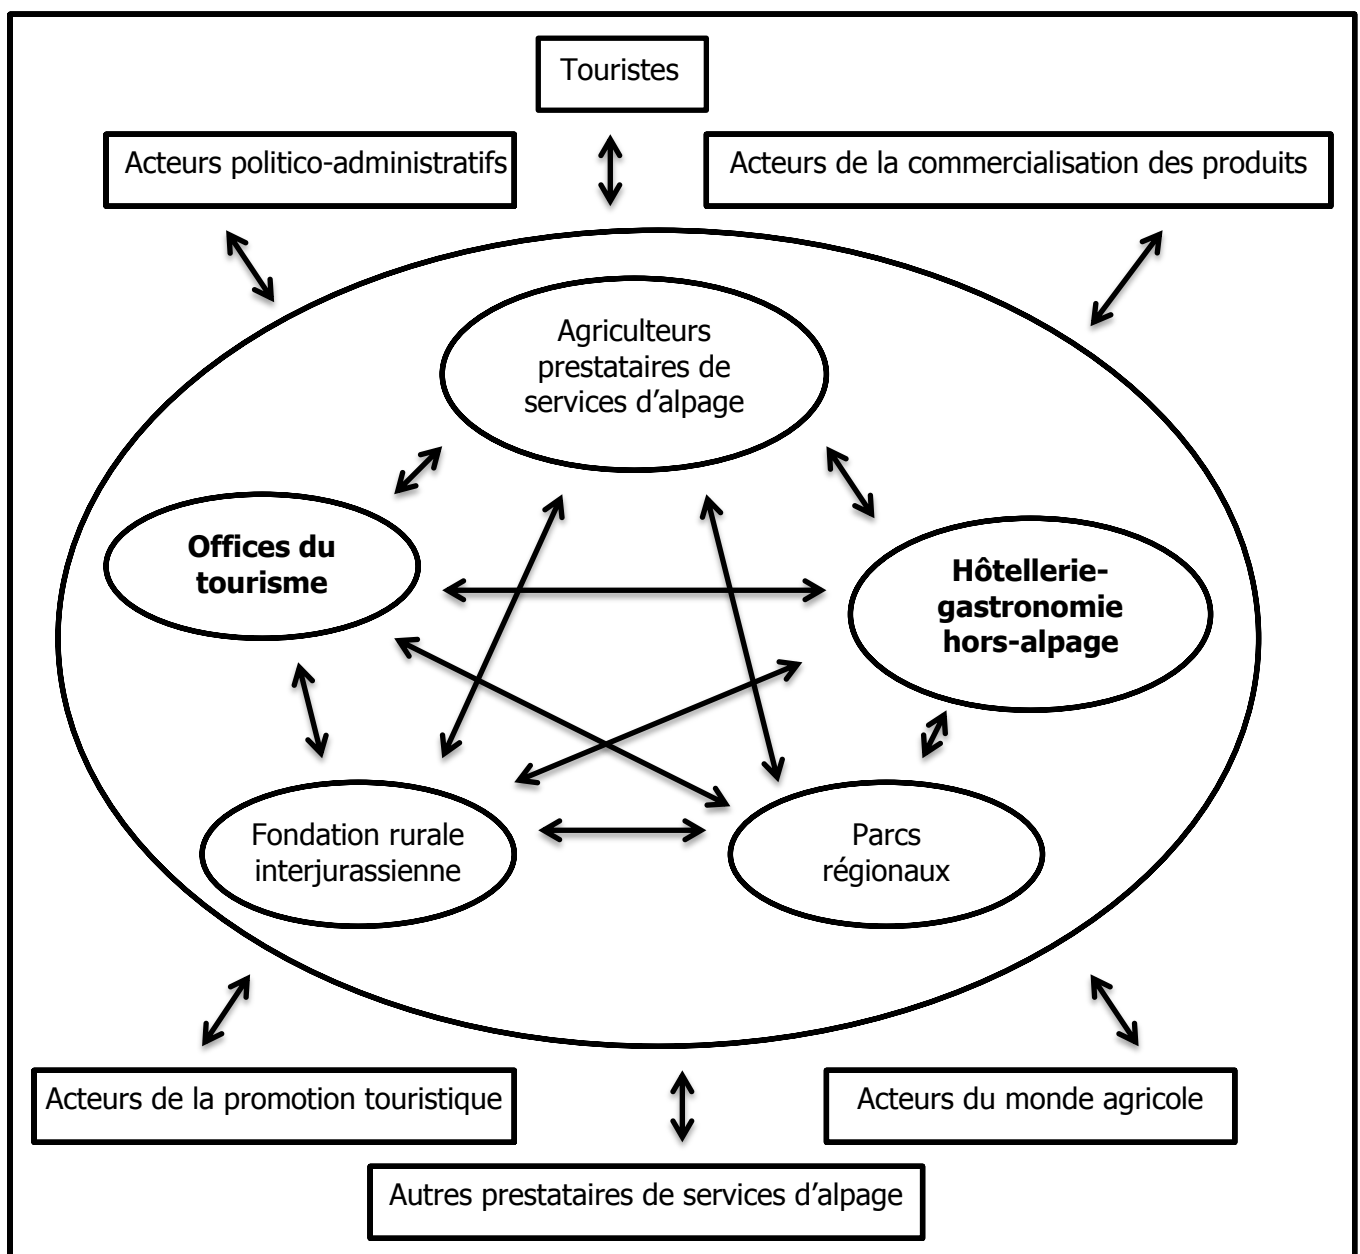 Touristes
Acteurs politico-administratifs
Acteurs de la commercialisation des produits
Agriculteurs
prestataires de
services d’alpage
Offices du
tourisme
Hôtellerie-
gastronomie
hors-alpage
Fondation rurale
interjurassienne
Parcs
régionaux
Acteurs de la promotion touristique
Acteurs du monde agricole
Autres prestataires de services d’alpage